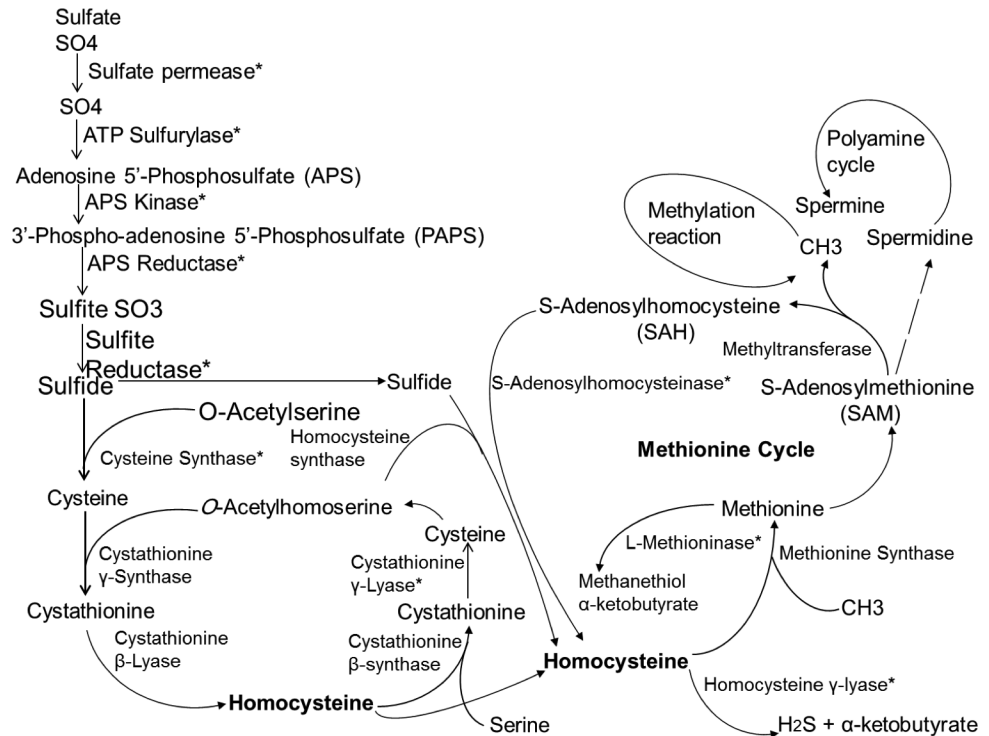 Sulfate
SO4
Sulfate permease*
SO4
ATP Sulfurylase*
Adenosine 5’-Phosphosulfate (APS)
APS Kinase*
3’-Phospho-adenosine 5’-Phosphosulfate (PAPS)
APS Reductase*
Sulfite SO3
Sulfite
Reductase*
Sulfide
Sulfide
O-Acetylserine
Homocysteine
synthase
Cysteine Synthase*
Cysteine
O-Acetylhomoserine
Cysteine
Cystathionine
γ-Synthase
Cystathionine
γ-Lyase*
Cystathionine
Cystathionine
Cystathionine
β-Lyase
Cystathionine
β-synthase
Homocysteine
Serine
Polyamine
cycle
Spermine
Spermidine
Methylation
reaction
CH3
S-Adenosylhomocysteine
(SAH)
Methyltransferase
S-Adenosylhomocysteinase*
S-Adenosylmethionine
(SAM)
Methionine Cycle
Methionine
L-Methioninase*
Methionine Synthase
Methanethiol
α-ketobutyrate
CH3
Homocysteine
Homocysteine γ-lyase*
H2S + α-ketobutyrate